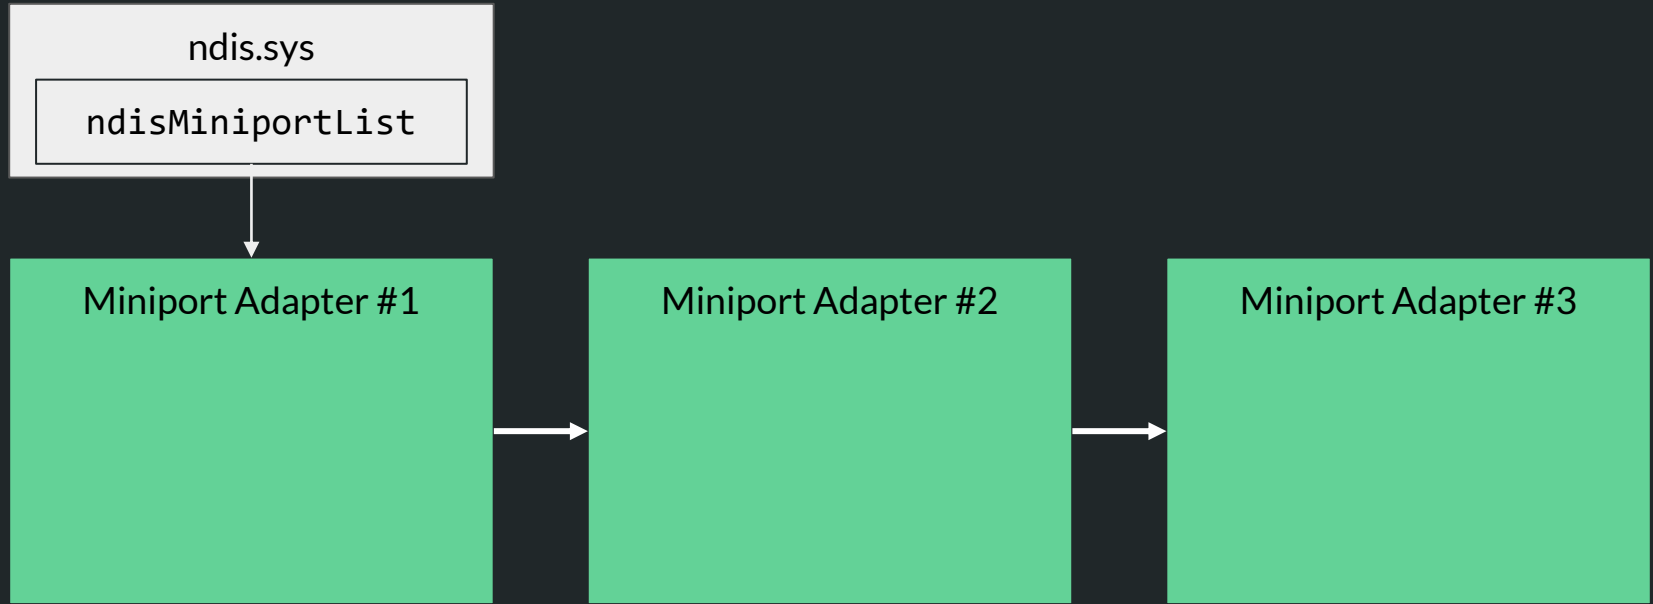 ndis.sys
ndisMiniportList
Miniport Adapter #1
Miniport Adapter #2
Miniport Adapter #3